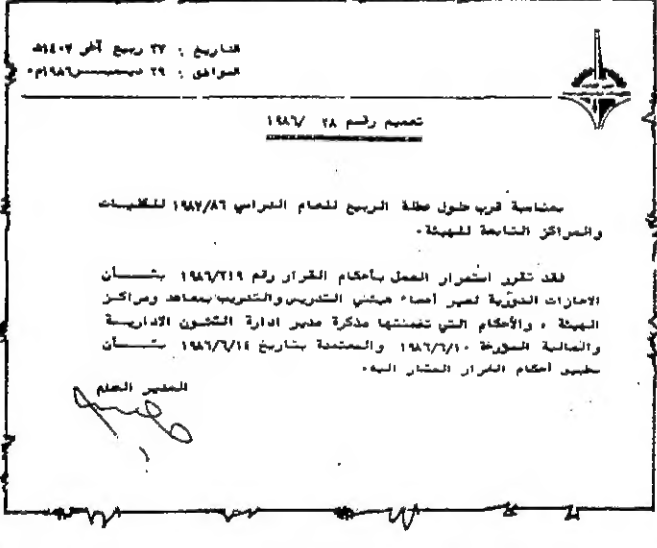 التاريخ : ٢٧ ربيع آخر ١٤٠٧هـ
الموافق : ٢٩ ديسمبر ١٩٨٦م
تعميم رقم ٢٨ /١٩٨٦
بمناسبة قرب حلول عطلة الربيع للعام الدراسي ١٩٨٧/٨٦ للكليات
والمراكز التابعة للهيئة ٠
فقد تقرر استمرار العمل بأحكام القرار رقم ١٩٨٦/٢١٩ بشأن
الاجازات الدورية لغير أعضاء هيئتي التدريس والتدريب بمعاهد ومراكز
الهيئة ، والأحكام التي تضمنتها مذكرة مدير ادارة الشئون الادارية
والمالية المؤرخة ١٩٨٦/٦/١٠ والمعتمدة بتاريخ ١٩٨٦/٦/١٤ بشأن
تطبيق أحكام القرار المشار اليه ٠
المدير العام